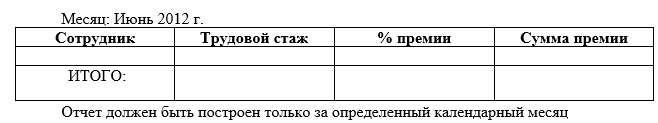 Месяц: Июнь 2012 г.
Сотрудник Трудовой стаж % премии Сумма премии
ИТОГО:
Отчет должен быть построен только за определенный календарный месяц